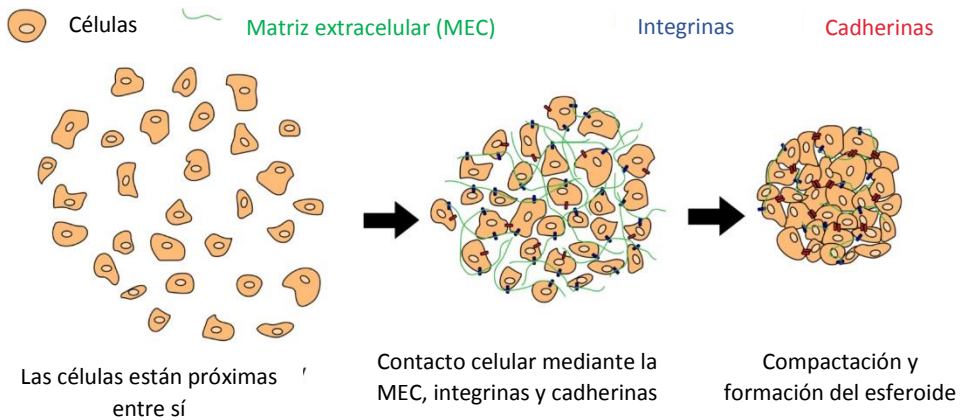 Células
Matriz extracelular (MEC)
Integrinas
Cadherinas
Las células están próximas
entre sí
Contacto celular mediante la
MEC, integrinas y cadherinas
Compactación y
formación del esferoide